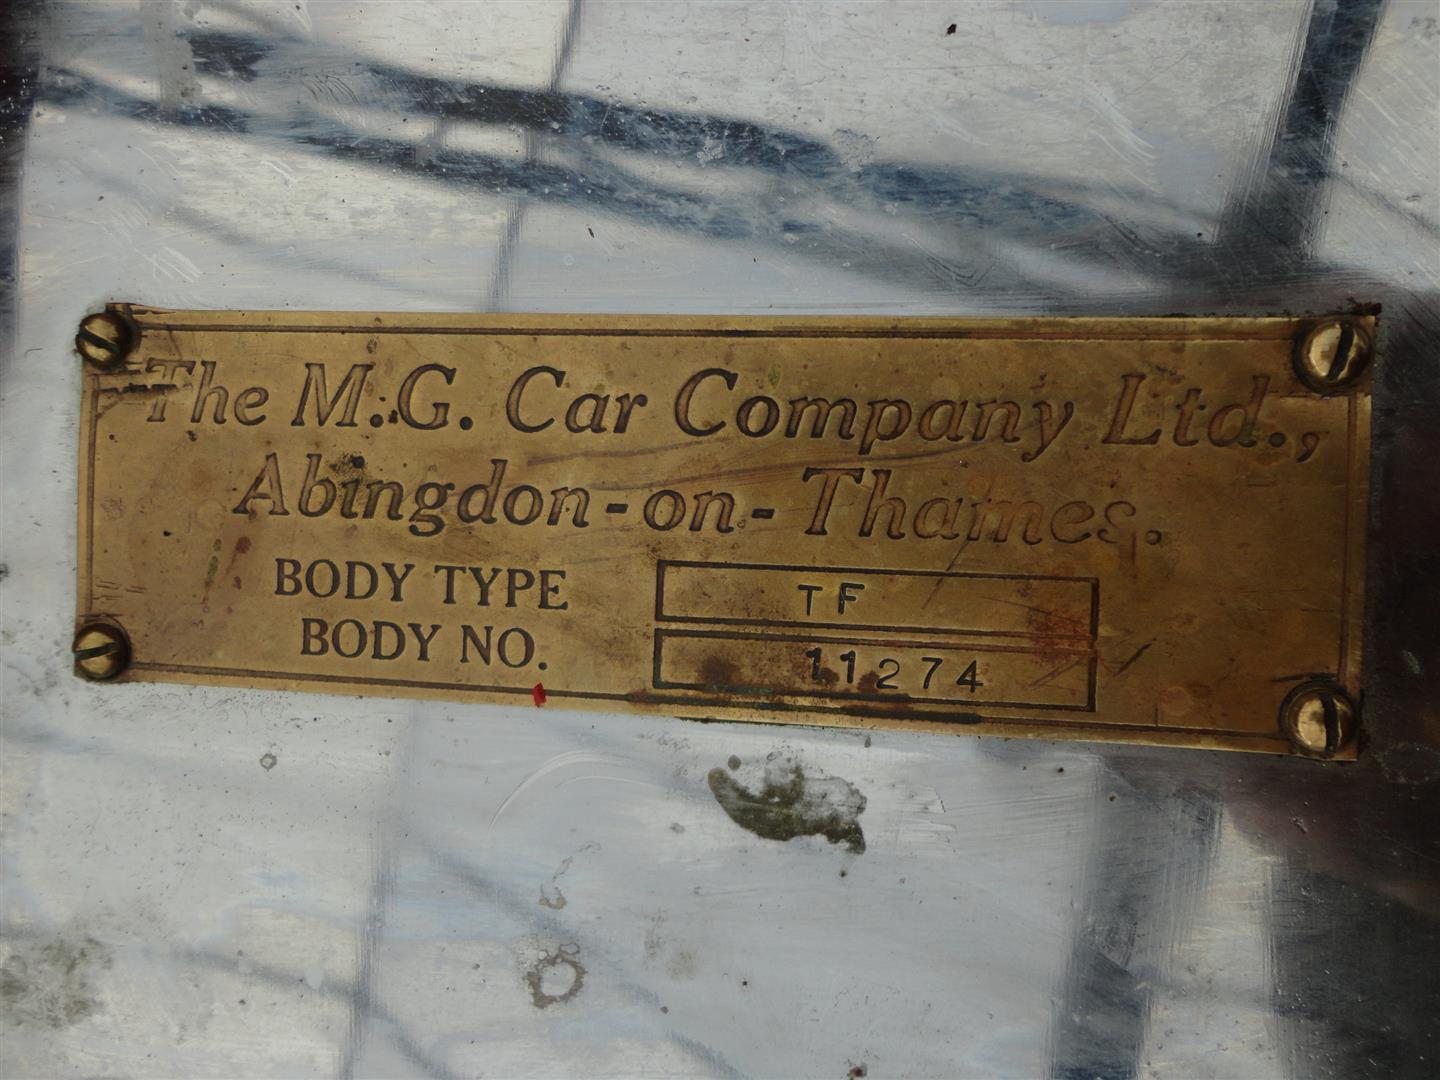 The M.G. Car Company Ltd.,
Abingdon-on-Thames.
BODY TYPE TF
BODY NO. 11274